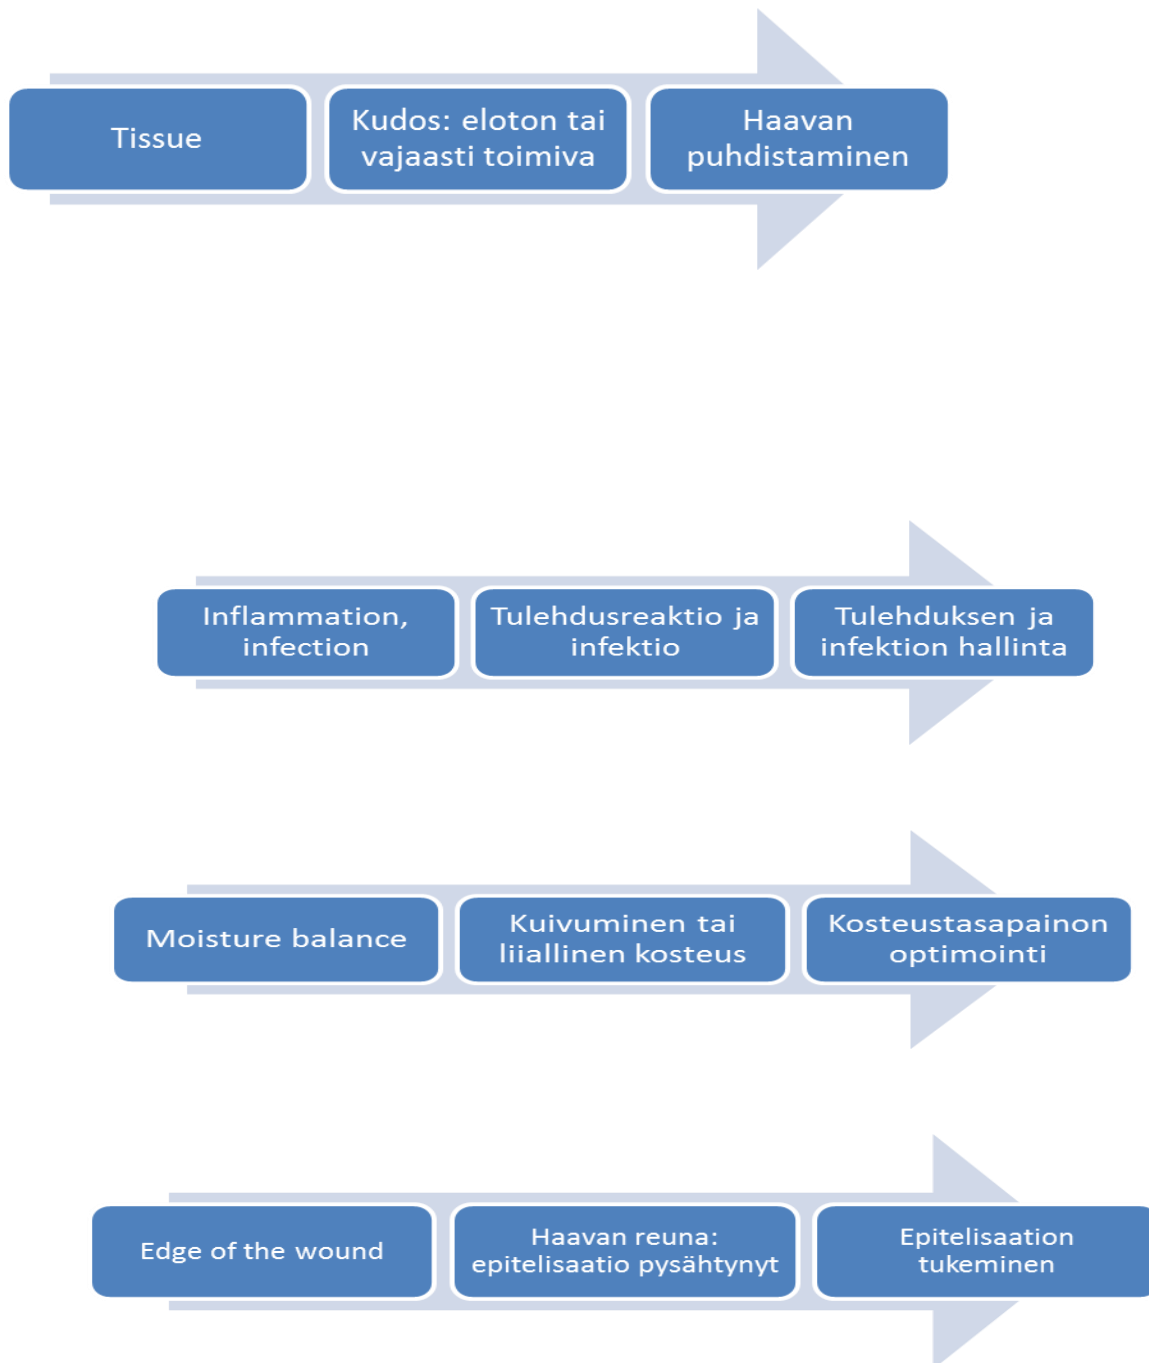 Tissue
Kudos: eloton tai
vajaasti toimiva
Haavan
puhdistaminen
Inflammation,
infection
Tulehdusreaktio ja
infektio
Tulehduksen ja
infektion hallinta
Moisture balance
Kuivuminen tai
liiallinen kosteus
Kosteustasapainon
optimointi
Edge of the wound
Haavan reuna:
epitelisaatio pysähtynyt
Epitelisaation
tukeminen